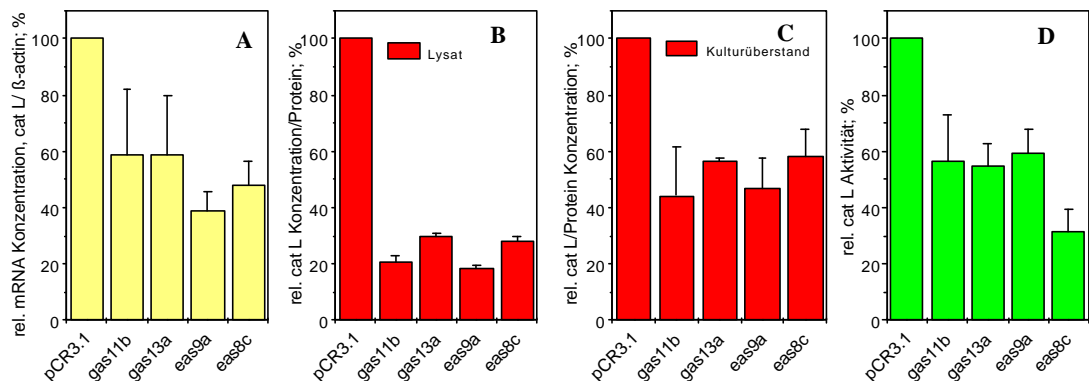 A
rel. mRNA Konzentration, cat L/ ß-actin; %
100
80
60
40
20
0
pCR3.1
gas11b
gas13a
eas9a
eas8c
B
Lysat
rel. cat L Konzentration/Protein; %
100
80
60
40
20
0
pCR3.1
gas11b
gas13a
eas9a
eas8c
C
Kulturüberstand
rel. cat L/Protein Konzentration; %
100
80
60
40
20
0
pCR3.1
gas11b
gas13a
eas9a
eas8c
D
rel. cat L Aktivität; %
100
80
60
40
20
0
pCR3.1
gas11b
gas13a
eas9a
eas8c